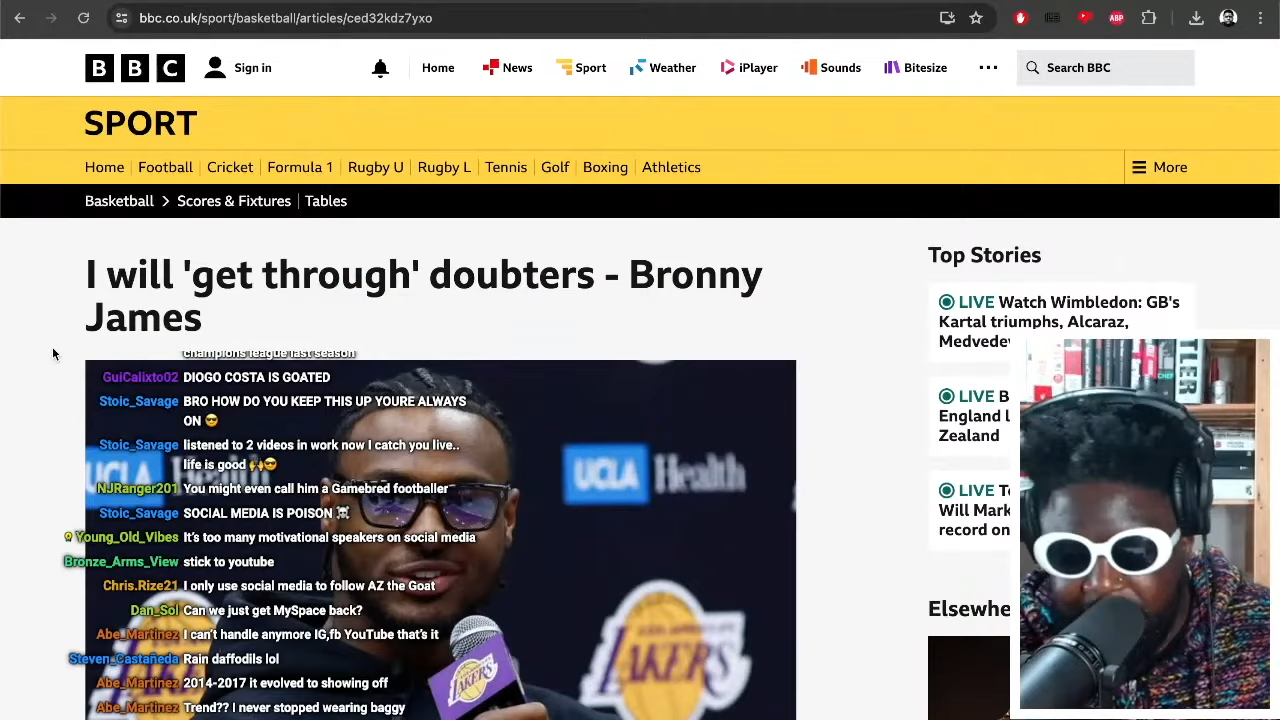 bbc.co.uk/sport/basketball/articles/ced32kdz7yxo
ABP
BBC
Sign in
Home
News
Sport
Weather
iPlayer
Sounds
Bitesize
Search BBC
SPORT
Home
Football
Cricket
Formula 1
Rugby U
Rugby L
Tennis
Golf
Boxing
Athletics
More
Basketball
Scores & Fixtures
Tables
I will 'get through' doubters - Bronny
James
champions league last season
GuiCalixto02 DIOGO COSTA IS GOATED
Stoic_Savage BRO HOW DO YOU KEEP THIS UP YOURE ALWAYS
ON 😎
Stoic_Savage listened to 2 videos in work now I catch you live..
life is good 🙌😎
NJRanger201 You might even call him a Gamebred footballer
Stoic_Savage SOCIAL MEDIA IS POISON ☠️
Young_Old_Vibes It's too many motivational speakers on social media
Bronze_Arms_View stick to youtube
Chris.Rize21 I only use social media to follow AZ the Goat
Dan_Sol Can we just get MySpace back?
Abe_Martinez I can't handle anymore IG,fb YouTube that's it
Steven_Castañeda Rain daffodils lol
Abe_Martinez 2014-2017 it evolved to showing off
Abe_Martinez Trend?? I never stopped wearing baggy
UCLA Health
LAKERS
LAKERS
Top Stories
LIVE Watch Wimbledon: GB's
Kartal triumphs, Alcaraz,
LIVE
England
Zealand
LIVE
Will Mark
record on